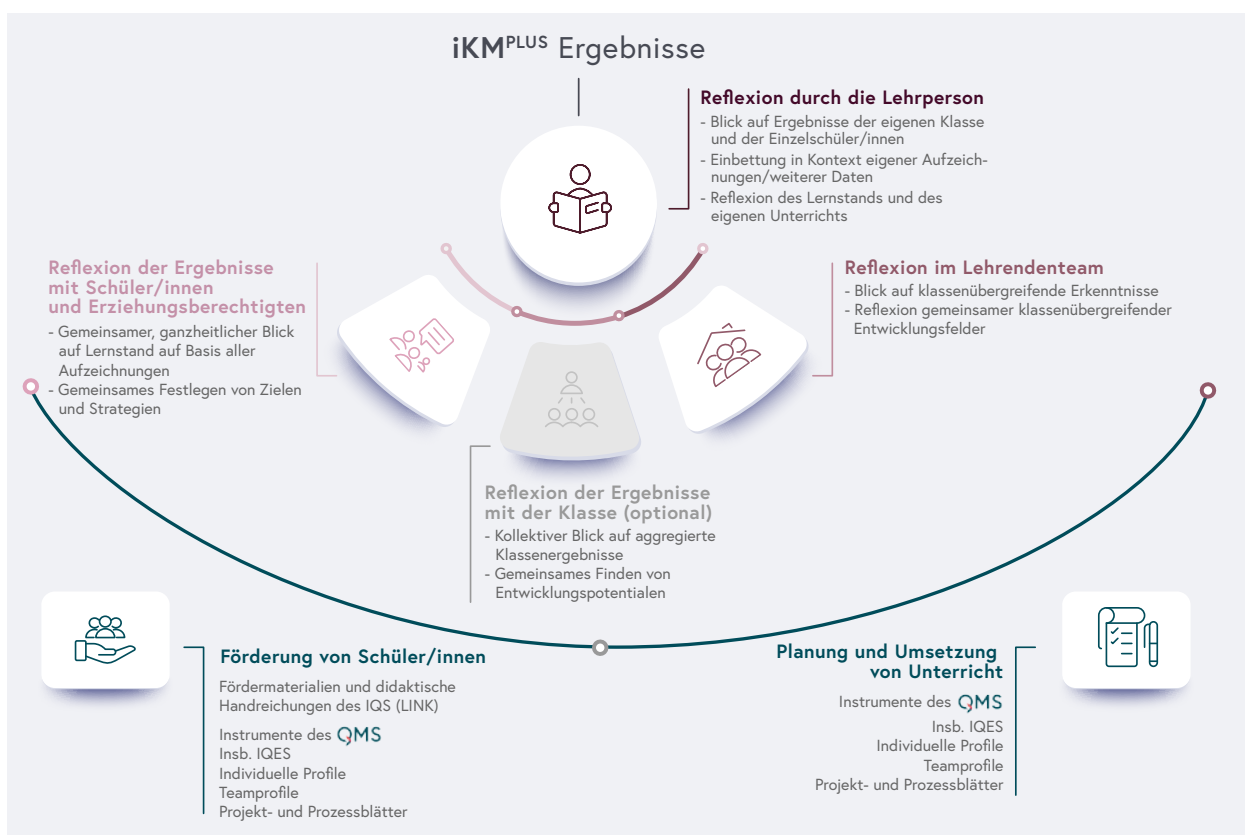 iKMPLUS Ergebnisse
Reflexion durch die Lehrperson
- Blick auf Ergebnisse der eigenen Klasse
und der Einzelschüler/innen
- Einbettung in Kontext eigener Aufzeich-
nungen/weiterer Daten
- Reflexion des Lernstands und des
eigenen Unterrichts
Reflexion der Ergebnisse
mit Schüler/innen
und Erziehungsberechtigten
- Gemeinsamer, ganzheitlicher Blick
auf Lernstand auf Basis aller
Aufzeichnungen
- Gemeinsames Festlegen von Zielen
und Strategien
Reflexion im Lehrendenteam
- Blick auf klassenübergreifende Erkenntnisse
- Reflexion gemeinsamer klassenübergreifender
Entwicklungsfelder
Reflexion der Ergebnisse
mit der Klasse (optional)
- Kollektiver Blick auf aggregierte
Klassenergebnisse
- Gemeinsames Finden von
Entwicklungspotentialen
Förderung von Schüler/innen
Fördermaterialien und didaktische
Handreichungen des IQS (LINK)
Instrumente des QMS
Insb. IQES
Individuelle Profile
Teamprofile
Projekt- und Prozessblätter
Planung und Umsetzung
von Unterricht
Instrumente des QMS
Insb. IQES
Individuelle Profile
Teamprofile
Projekt- und Prozessblätter